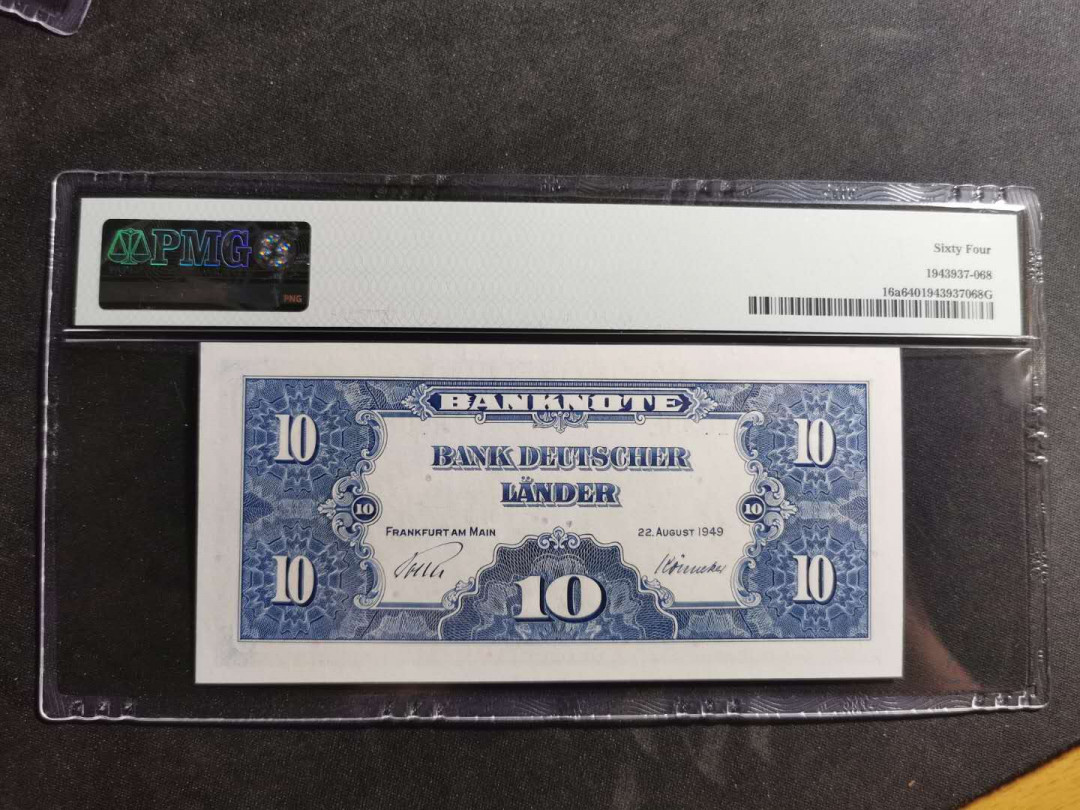 PMG
PNG
Sixty Four
1943937-068
16a6401943937068G
BANKNOTE
10 10
BANK DEUTSCHER
LÄNDER
10 10
FRANKFURT AM MAIN 22. AUGUST 1949
10 10 10